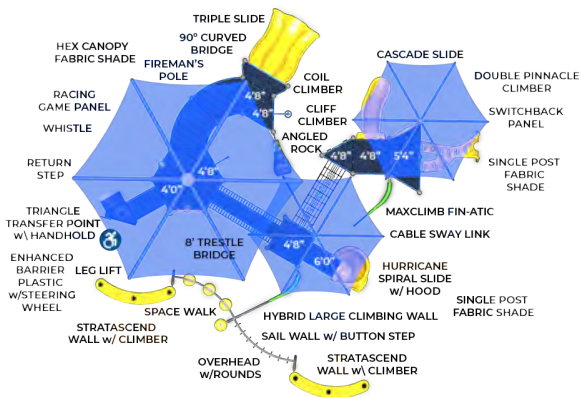 TRIPLE SLIDE
90° CURVED
BRIDGE
HEX CANOPY
FABRIC SHADE
FIREMAN'S
POLE
CASCADE SLIDE
COIL
CLIMBER
DOUBLE PINNACLE
CLIMBER
RACING
GAME PANEL
4'8"
4'8"
CLIFF
CLIMBER
SWITCHBACK
PANEL
WHISTLE
ANGLED
ROCK
4'8"
4'8"
5'4"
RETURN
STEP
4'8"
4'0"
SINGLE POST
FABRIC
SHADE
TRIANGLE
TRANSFER POINT
w\ HANDHOLD
MAXCLIMB FIN-ATIC
CABLE SWAY LINK
8' TRESTLE
BRIDGE
4'8"
6'0"
ENHANCED
BARRIER
PLASTIC
w/STEERING
WHEEL
LEG LIFT
HURRICANE
SPIRAL SLIDE
w/ HOOD
SINGLE POST
FABRIC SHADE
SPACE WALK
HYBRID LARGE CLIMBING WALL
STRATASCEND
WALL w/ CLIMBER
SAIL WALL w/ BUTTON STEP
OVERHEAD
w/ROUNDS
STRATASCEND
WALL w\ CLIMBER